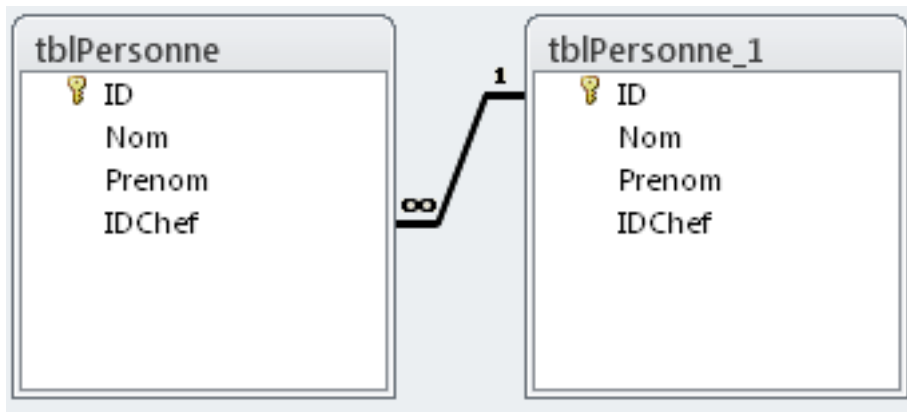 tblPersonne
ID
Nom
Prenom
IDChef
∞
1
tblPersonne_1
ID
Nom
Prenom
IDChef